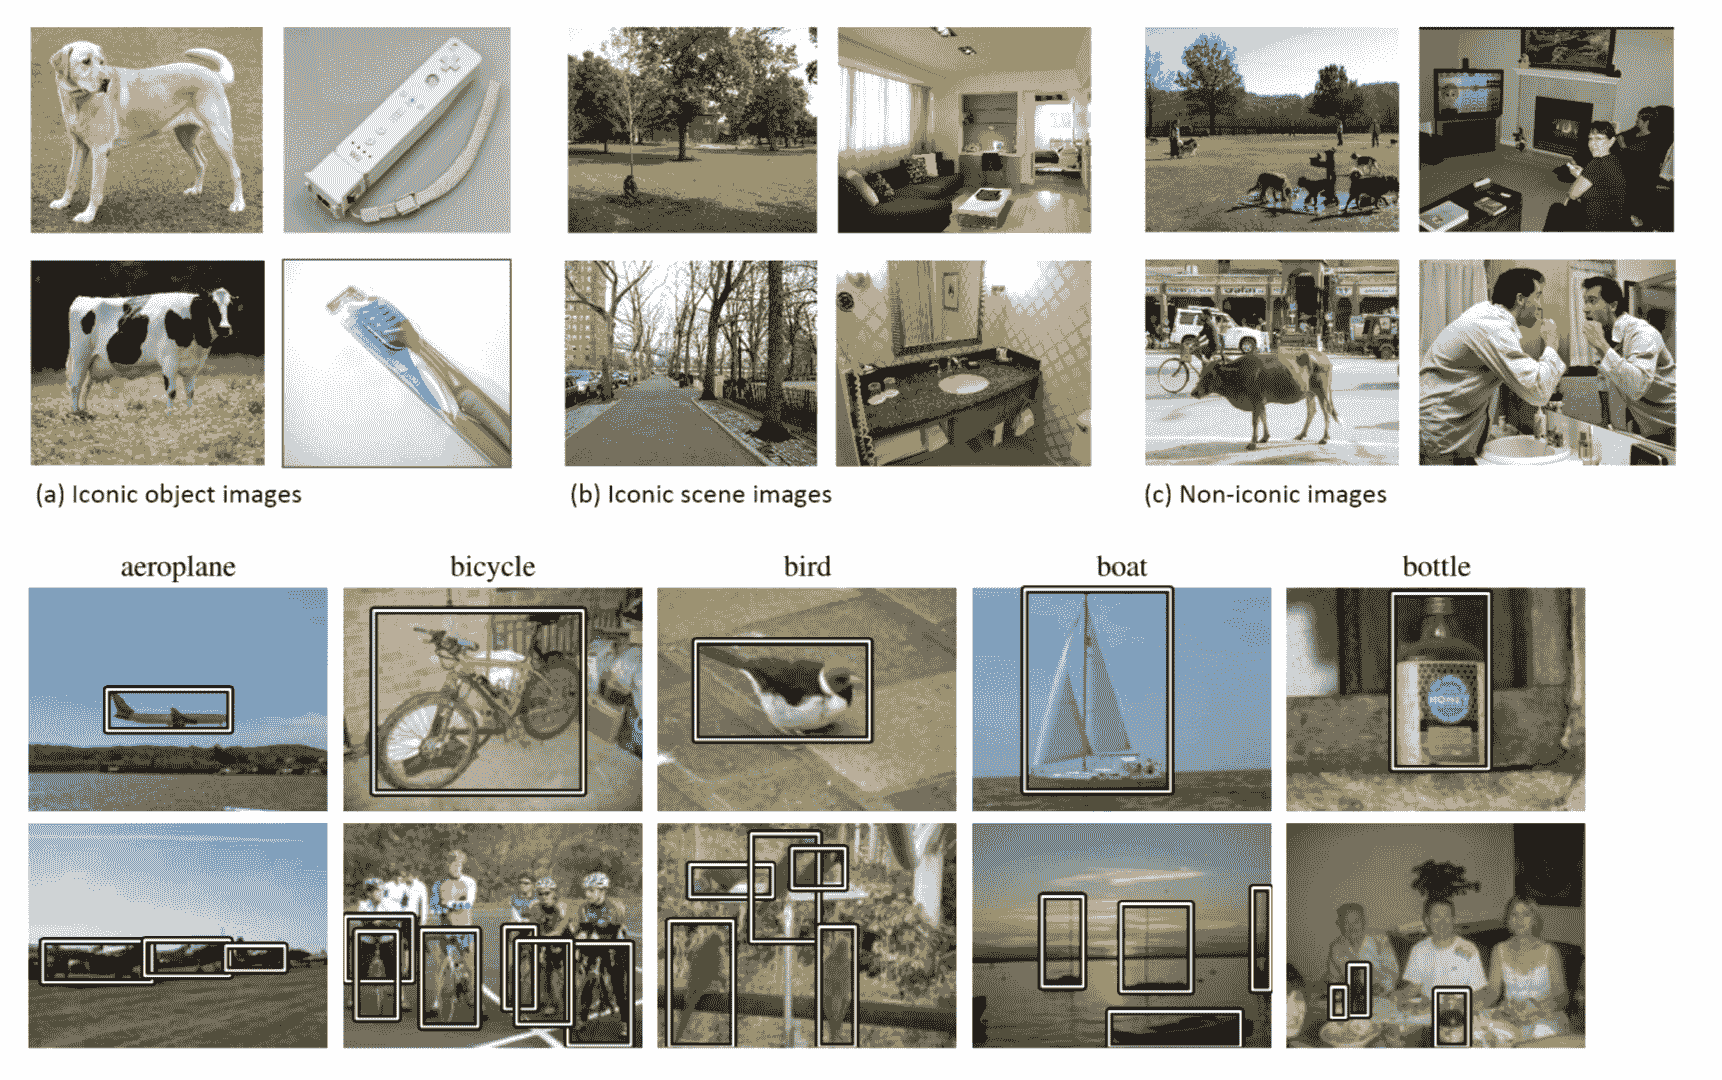 (a) Iconic object images
(b) Iconic scene images
(c) Non-iconic images
aeroplane
bicycle
bird
boat
bottle